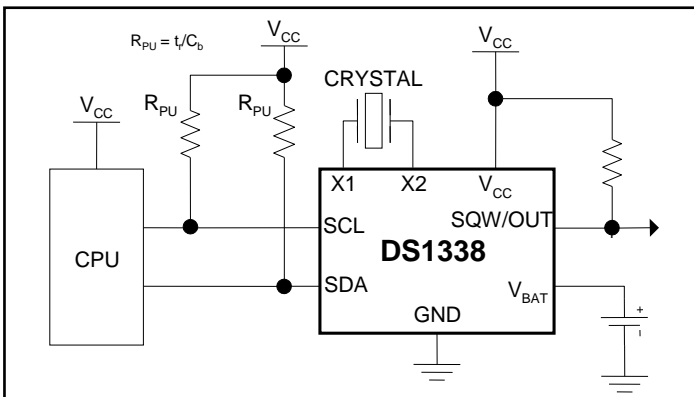 R_PU = t_r/C_b
V_CC
V_CC
CRYSTAL
V_CC
R_PU
R_PU
X1
X2
V_CC
SCL
SQW/OUT
CPU
DS1338
SDA
V_BAT
GND
+
-